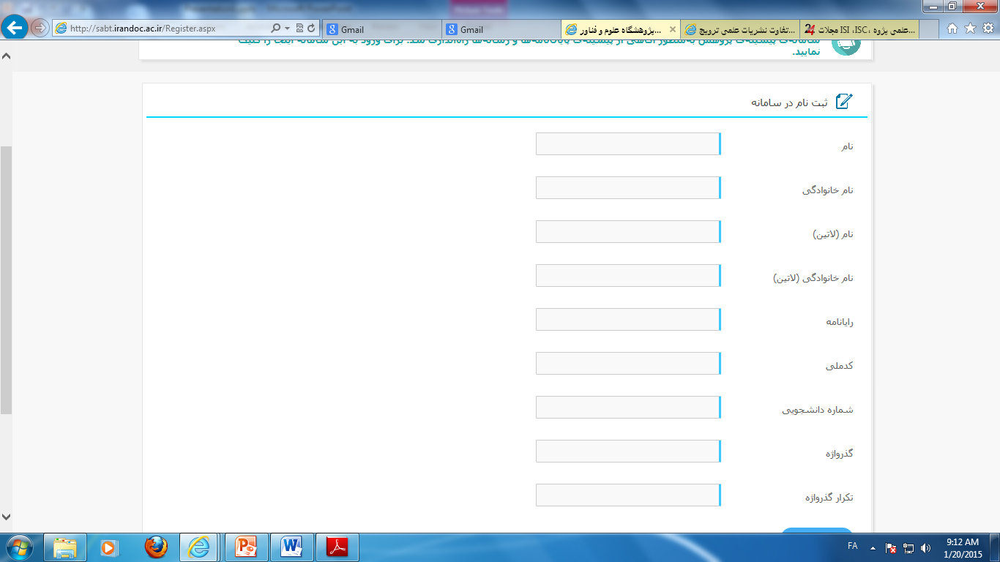 http://sabt.irandoc.ac.ir/Register.aspx
Gmail
Gmail
پژوهشگاه علوم و فناور...
تفاوت نشریات علمی ترویج...
24 مجلات ISI ،ISC، علمی پژوه...
نمایید.
ثبت نام در سامانه
نام
نام خانوادگی
نام (لاتین)
نام خانوادگی (لاتین)
رایانامه
کدملی
شماره دانشجویی
گذرواژه
تکرار گذرواژه
FA
9:12 AM
1/20/2015